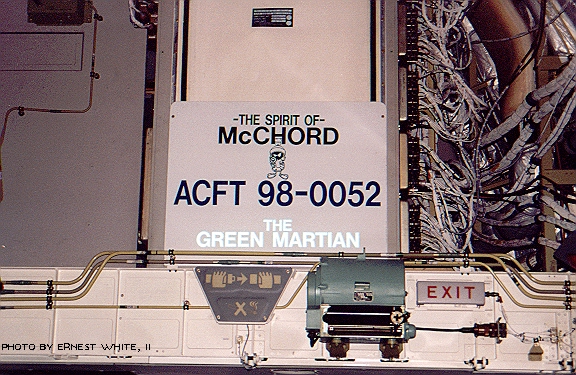 -THE SPIRIT OF-
McCHORD
ACFT 98-0052
THE
GREEN MARTIAN
X
EXIT
PHOTO BY ERNEST WHITE, II